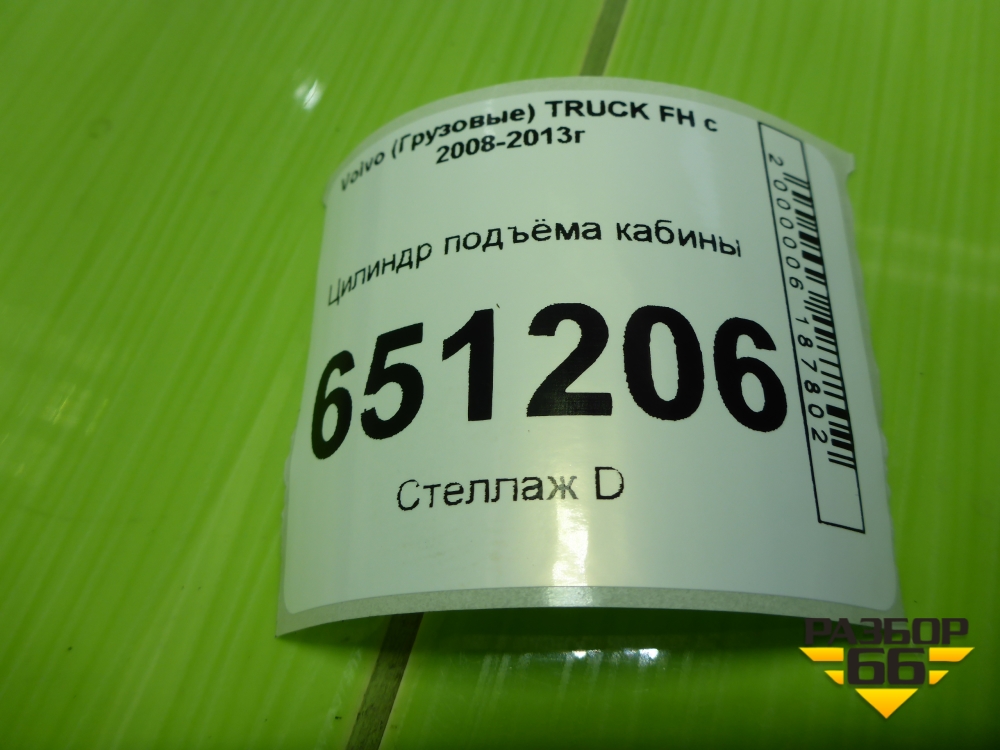 Volvo (Грузовые) TRUCK FH с
2008-2013г
Цилиндр подъёма кабины
651206
Стеллаж D
2000006187802
РАЗБОР
66